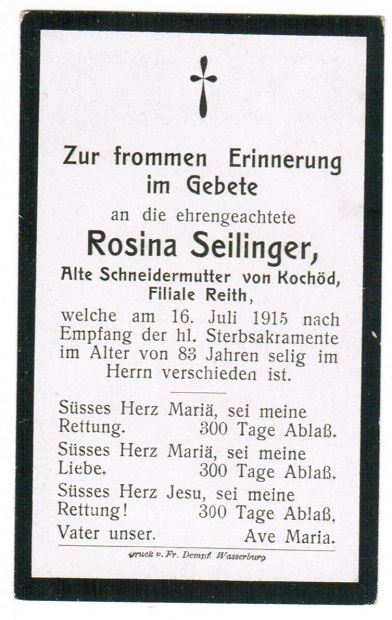 Zur frommen Erinnerung
im Gebete
an die ehrengeachtete
Rosina Seilinger,
Alte Schneidermutter von Kochöd,
Filiale Reith,
welche am 16. Juli 1915 nach
Empfang der hl. Sterbsakramente
im Alter von 83 Jahren selig im
Herrn verschieden ist.
Süsses Herz Mariä, sei meine
Rettung. 300 Tage Ablaß.
Süsses Herz Mariä, sei meine
Liebe. 300 Tage Ablaß.
Süsses Herz Jesu, sei meine
Rettung! 300 Tage Ablaß.
Vater unser. Ave Maria.
Druck v. Fr. Dempf. Wasserburg